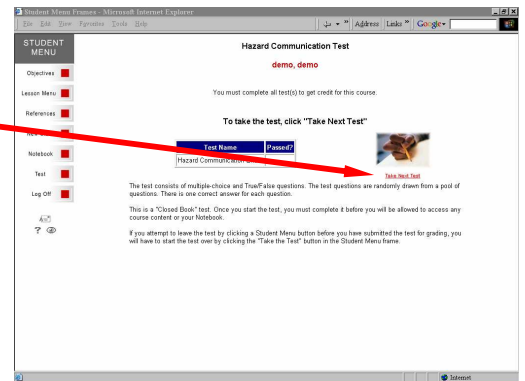 Student Menu Frames - Microsoft Internet Explorer
File Edit View Favorites Tools Help
Address Links » Google
STUDENT
MENU
Objectives
Lesson Menu
References
Notebook
Test
Log Off
Hazard Communication Test
demo, demo
You must complete all test(s) to get credit for this course.
To take the test, click "Take Next Test"
Test Name Passed?
Hazard Communication
Take Next Test
The test consists of multiple-choice and True/False questions. The test questions are randomly drawn from a pool of
questions. There is one correct answer for each question.
This is a "Closed Book" test. Once you start the test, you must complete it before you will be allowed to access any
course content or your Notebook.
If you attempt to leave the test by clicking a Student Menu button before you have submitted the test for grading, you
will have to start the test over by clicking the "Take the Test" button in the Student Menu frame.
Internet